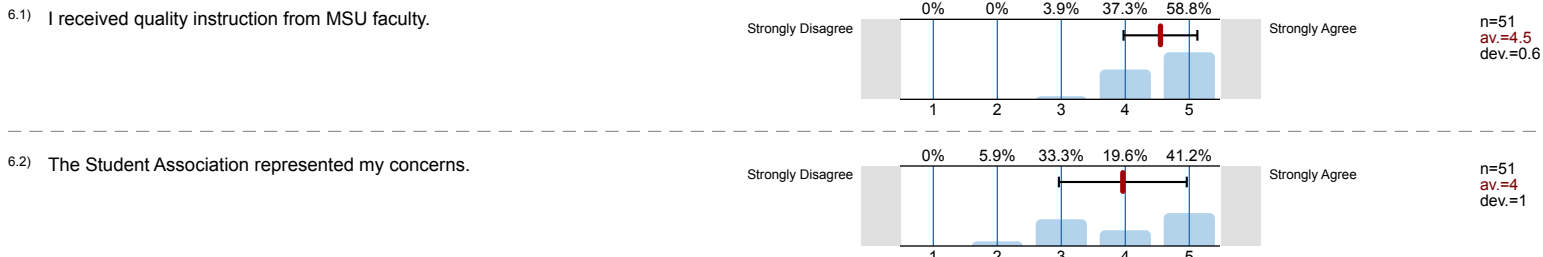 6.1) I received quality instruction from MSU faculty.
0% 0% 3.9% 37.3% 58.8%
Strongly Disagree Strongly Agree
n=51
av.=4.5
dev.=0.6
1 2 3 4 5
6.2) The Student Association represented my concerns.
0% 5.9% 33.3% 19.6% 41.2%
Strongly Disagree Strongly Agree
n=51
av.=4
dev.=1
1 2 3 4 5